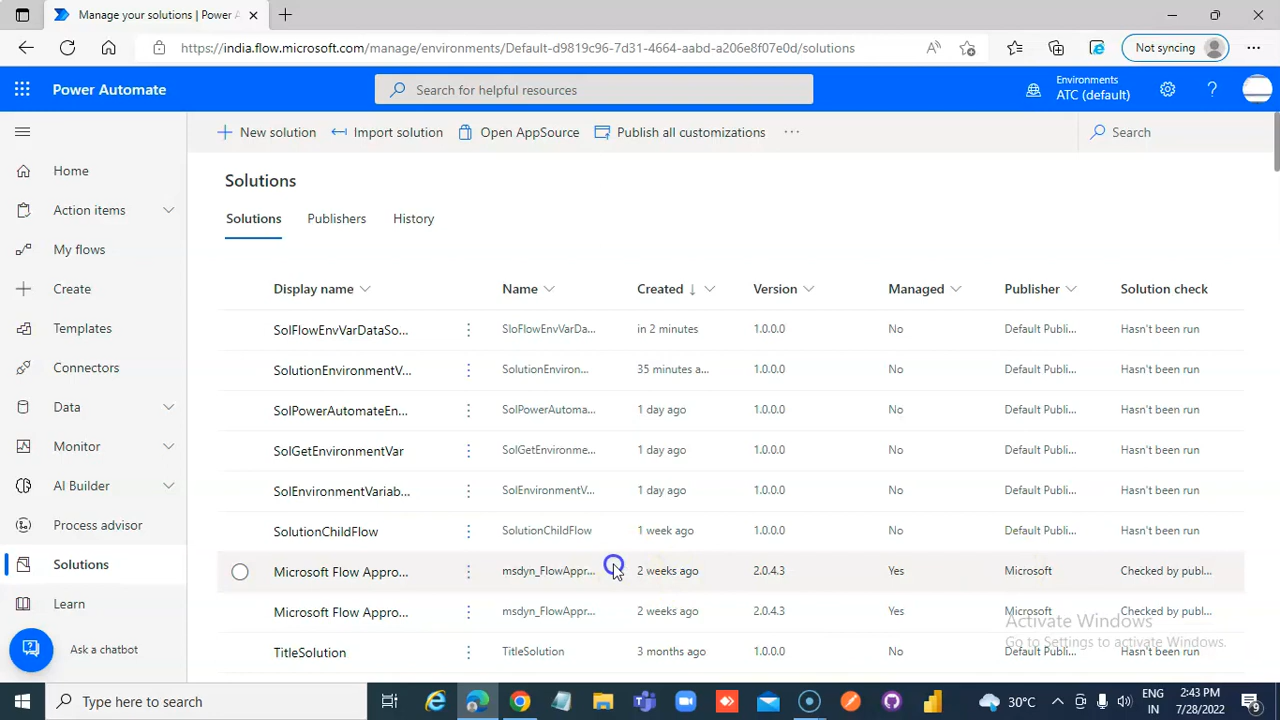 Manage your solutions | Power A
https://india.flow.microsoft.com/manage/environments/Default-d9819c96-7d31-4664-aabd-a206e8f07e0d/solutions
Not syncing
Power Automate
Search for helpful resources
Environments
ATC (default)
New solution
Import solution
Open AppSource
Publish all customizations
Search
Home
Action items
My flows
Create
Templates
Connectors
Data
Monitor
AI Builder
Process advisor
Solutions
Learn
Ask a chatbot
Solutions
Solutions Publishers History
Display name Name Created ↓ Version Managed Publisher Solution check
SolFlowEnvVarDataSo... SloFlowEnvVarDa... in 2 minutes 1.0.0.0 No Default Publi... Hasn't been run
SolutionEnvironmentV... SolutionEnviron... 35 minutes a... 1.0.0.0 No Default Publi... Hasn't been run
SolPowerAutomateEn... SolPowerAutoma... 1 day ago 1.0.0.0 No Default Publi... Hasn't been run
SolGetEnvironmentVar SolGetEnvironme... 1 day ago 1.0.0.0 No Default Publi... Hasn't been run
SolEnvironmentVariab... SolEnvironmentV... 1 day ago 1.0.0.0 No Default Publi... Hasn't been run
SolutionChildFlow SolutionChildFlow 1 week ago 1.0.0.0 No Default Publi... Hasn't been run
Microsoft Flow Appro... msdyn_FlowAppr... 2 weeks ago 2.0.4.3 Yes Microsoft Checked by publ...
Microsoft Flow Appro... msdyn_FlowAppr... 2 weeks ago 2.0.4.3 Yes Microsoft Checked by publ...
TitleSolution TitleSolution 3 months ago 1.0.0.0 No Default Publi... Hasn't been run
Activate Windows
Go to Settings to activate Windows.
Type here to search
30°C
ENG
IN
2:43 PM
7/28/2022
9